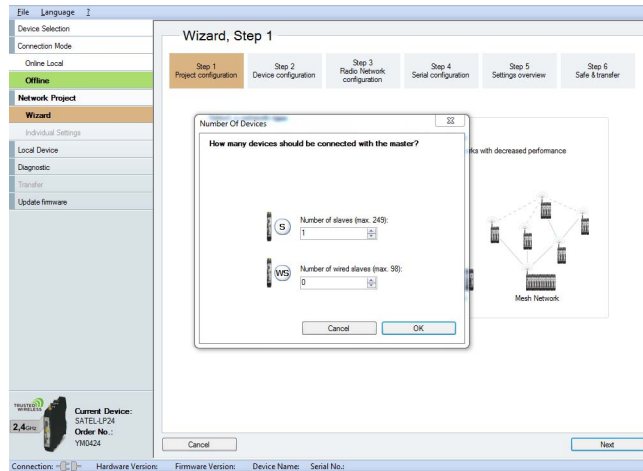 File Language ?
Device Selection
Connection Mode
Online Local
Offline
Network Project
Wizard
Individual Settings
Local Device
Diagnostic
Transfer
Update firmware
TRUSTED WIRELESS
2,4GHz
Current Device:
SATEL-LP24
Order No.:
YM0424
Wizard, Step 1
Step 1
Project configuration
Step 2
Device configuration
Step 3
Radio Network
configuration
Step 4
Serial configuration
Step 5
Settings overview
Step 6
Safe & transfer
Number Of Devices
How many devices should be connected with the master?
S
Number of slaves (max. 249):
1
WS
Number of wired slaves (max. 98):
0
Cancel OK
with decreased performance
Mesh Network
Cancel Next
Connection: Hardware Version: Firmware Version: Device Name: Serial No.: